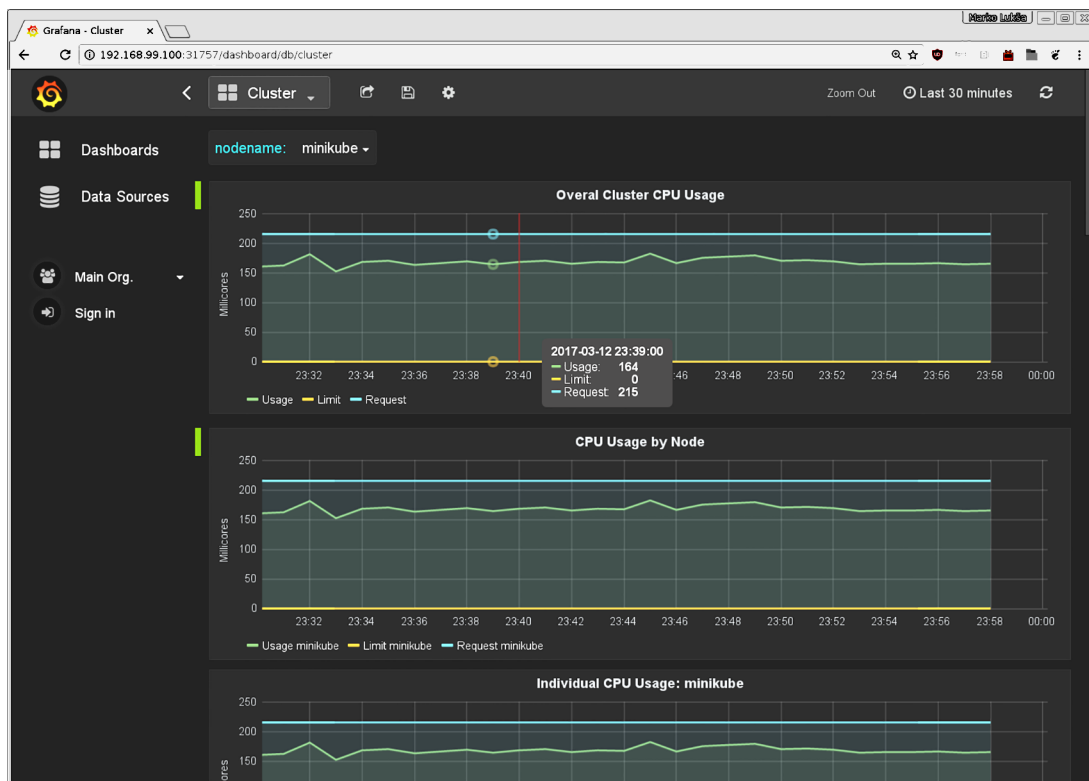 Marko Lukša
Grafana - Cluster
192.168.99.100:31757/dashboard/db/cluster
Cluster
Zoom Out
Last 30 minutes
Dashboards
Data Sources
Main Org.
Sign in
nodename: minikube
Overal Cluster CPU Usage
Millicores
250
200
150
100
50
0
23:32 23:34 23:36 23:38 23:40 :46 23:48 23:50 23:52 23:54 23:56 23:58 00:00
2017-03-12 23:39:00
Usage: 164
Limit: 0
Request: 215
Usage Limit Request
CPU Usage by Node
Millicores
250
200
150
100
50
0
23:32 23:34 23:36 23:38 23:40 23:42 23:44 23:46 23:48 23:50 23:52 23:54 23:56 23:58 00:00
Usage minikube Limit minikube Request minikube
Individual CPU Usage: minikube
250
200
150
ores